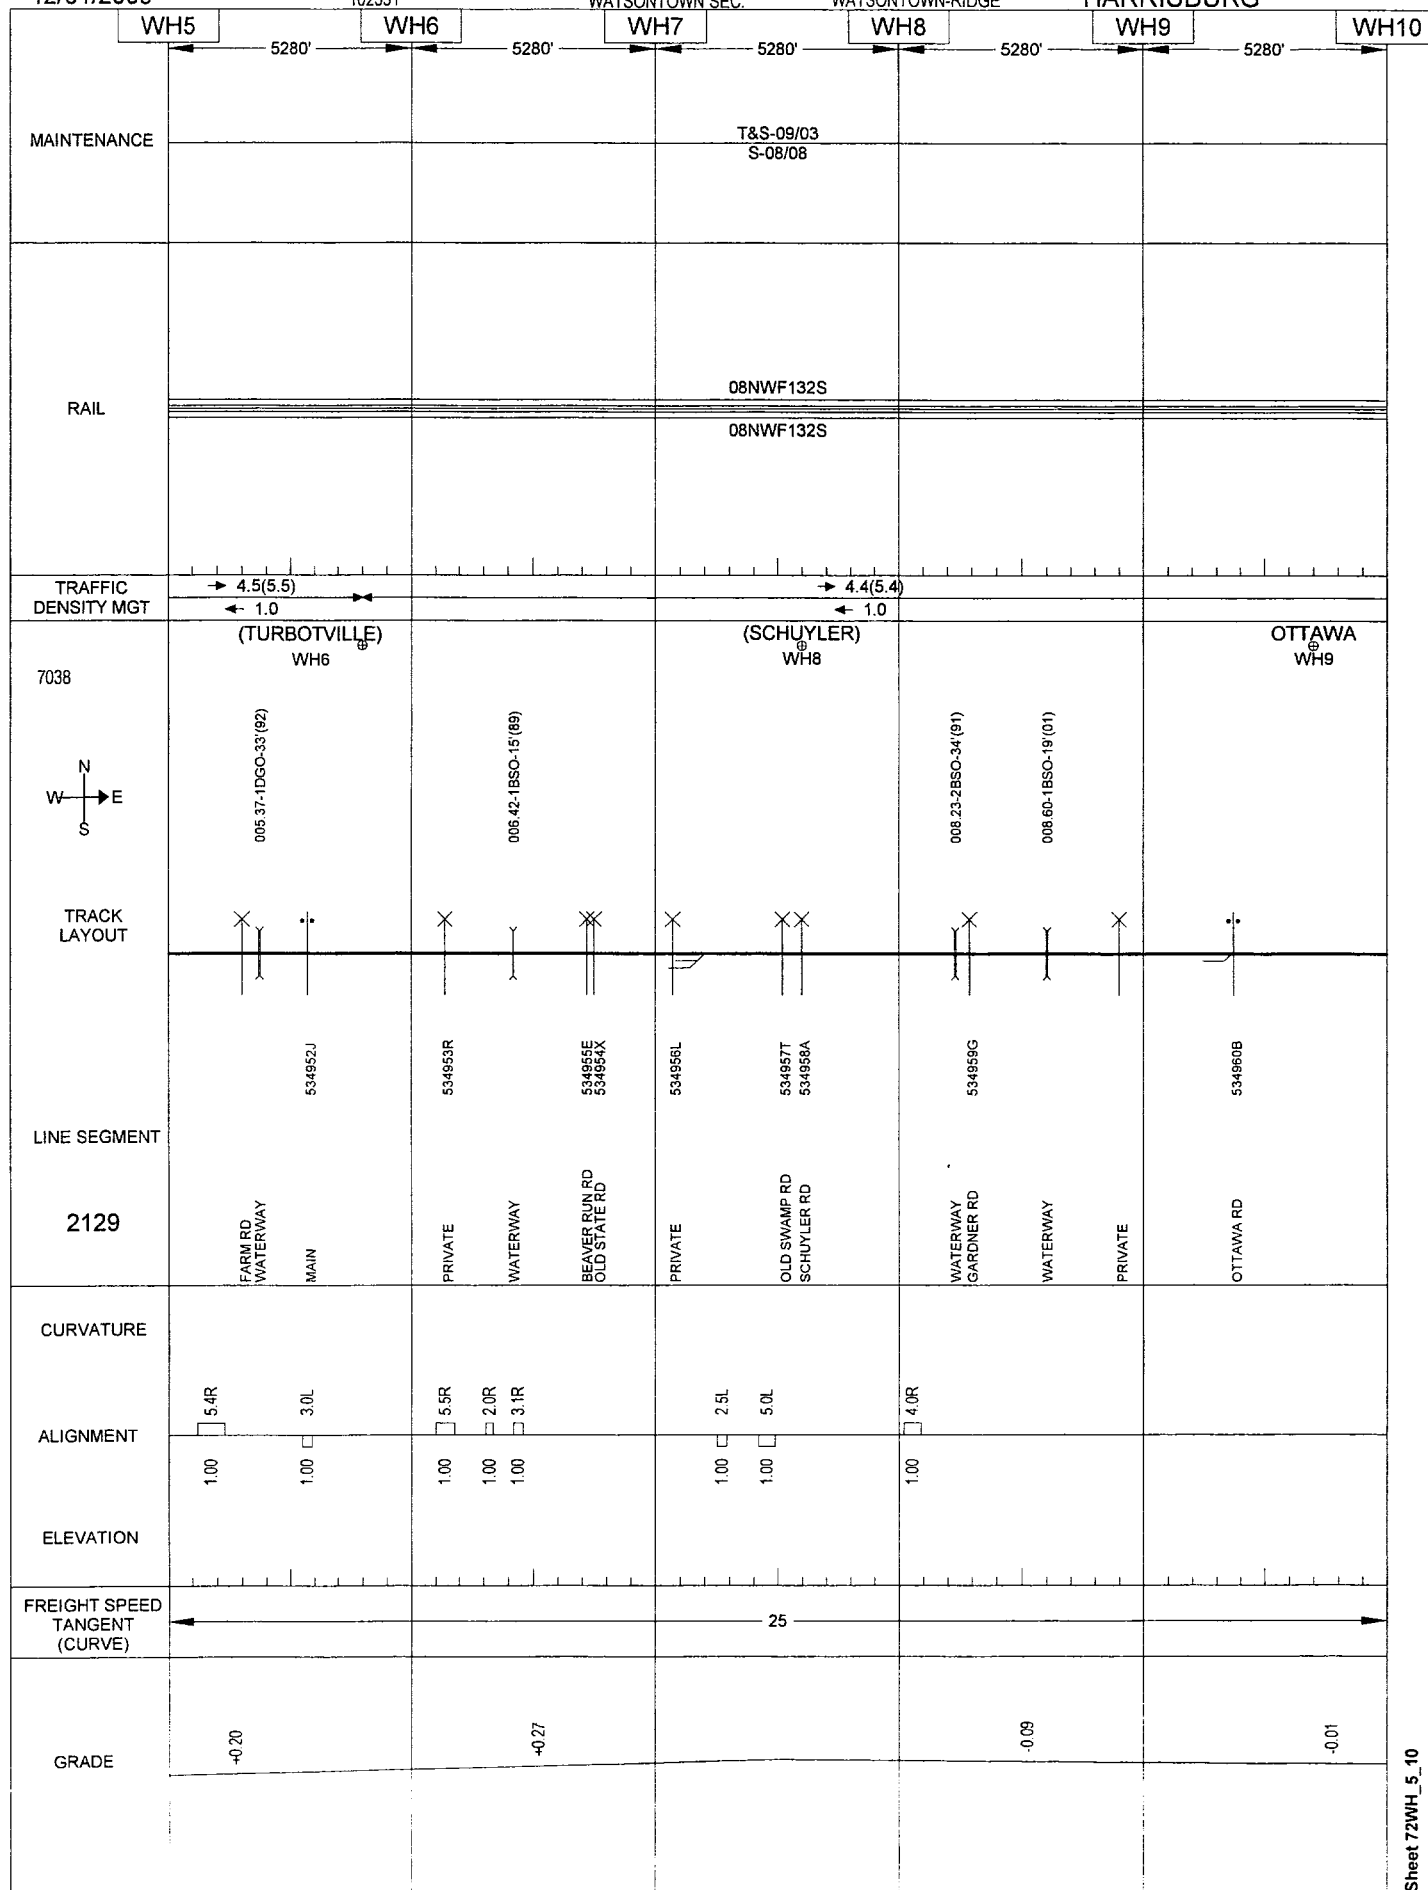 WATSONTOWN-RIDGE
HARRISBURG
WH5 WH6 WH7 WH8 WH9 WH10
5280' 5280' 5280' 5280' 5280'
MAINTENANCE
T&S-09/03
S-08/08
RAIL
08NWF132S
08NWF132S
TRAFFIC
DENSITY MGT
4.5(5.5)
1.0
4.4(5.4)
1.0
(TURBOTVILLE)
WH6
(SCHUYLER)
WH8
OTTAWA
WH9
7038
N
W E
S
005.37-1DGO-33'(92)
006.42-1BSO-15'(89)
008.23-2BSO-34'(91)
008.60-1BSO-19'(01)
TRACK
LAYOUT
534952J
534953R
534955E
534954X
534956L
534957T
534958A
534959G
534960B
LINE SEGMENT
2129
FARM RD
WATERWAY
MAIN
PRIVATE
WATERWAY
BEAVER RUN RD
OLD STATE RD
PRIVATE
OLD SWAMP RD
SCHUYLER RD
WATERWAY
GARDNER RD
WATERWAY
PRIVATE
OTTAWA RD
CURVATURE
5.4R 3.0L 5.5R 2.0R 3.1R 2.5L 5.0L 4.0R
ALIGNMENT
1.00 1.00 1.00 1.00 1.00 1.00 1.00 1.00
ELEVATION
FREIGHT SPEED
TANGENT
(CURVE)
25
GRADE
+0.20 +0.27 -0.09 -0.01
Sheet 72WH_5_10